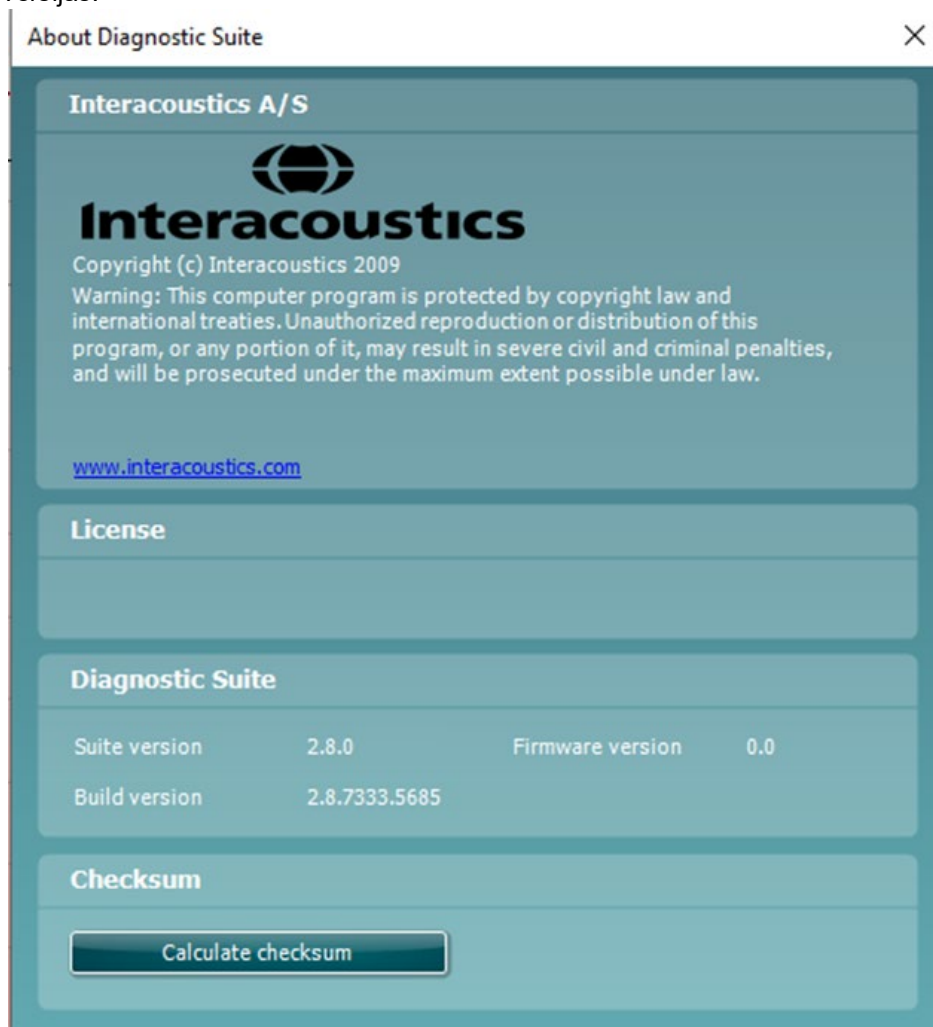 About Diagnostic Suite
Interacoustics A/S
Interacoustics
Copyright (c) Interacoustics 2009
Warning: This computer program is protected by copyright law and
international treaties. Unauthorized reproduction or distribution of this
program, or any portion of it, may result in severe civil and criminal penalties,
and will be prosecuted under the maximum extent possible under law.
www.interacoustics.com
License
Diagnostic Suite
Suite version 2.8.0 Firmware version 0.0
Build version 2.8.7333.5685
Checksum
Calculate checksum